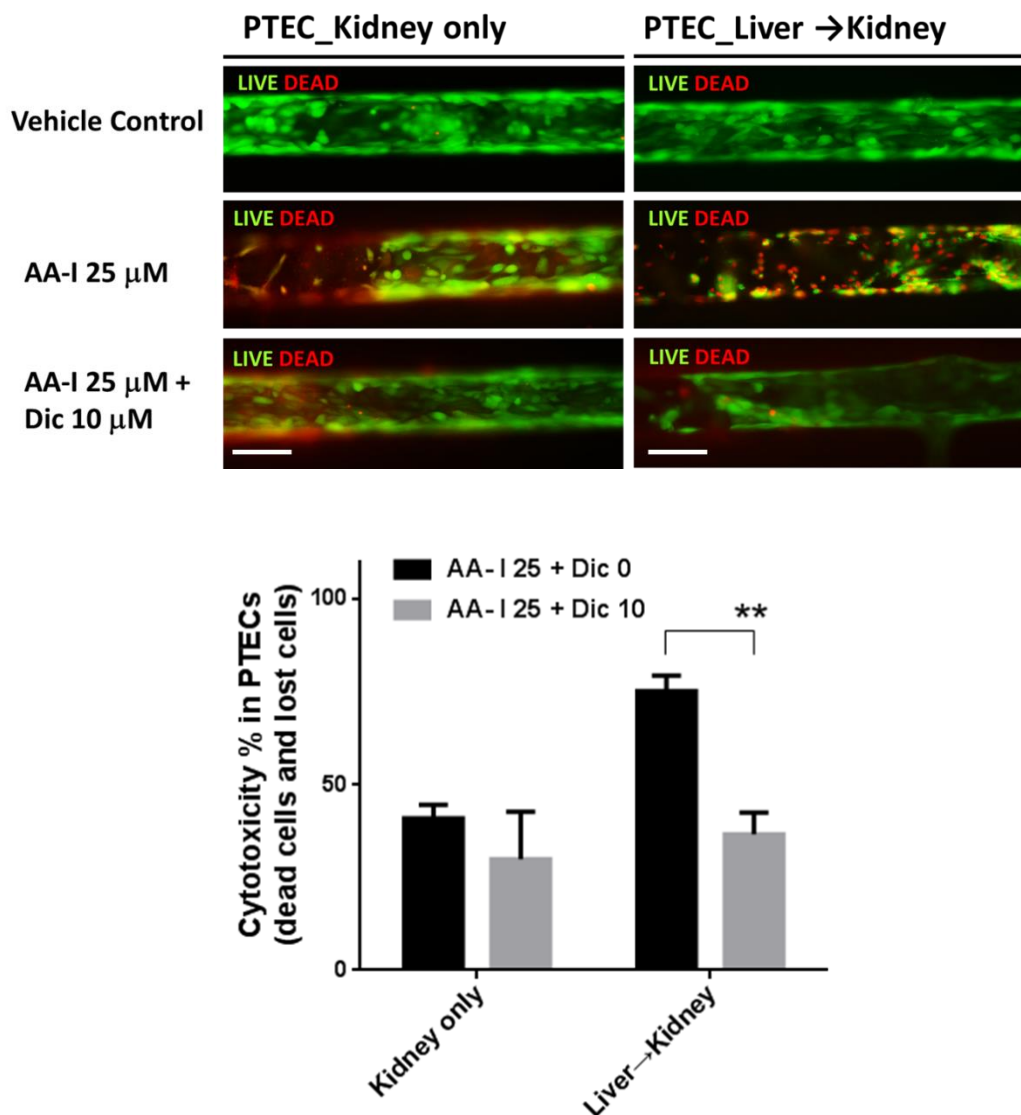 PTEC_Kidney only
PTEC_Liver →Kidney
Vehicle Control
LIVE DEAD
LIVE DEAD
AA-I 25 μM
LIVE DEAD
LIVE DEAD
AA-I 25 μM +
Dic 10 μM
LIVE DEAD
LIVE DEAD
AA- I 25 + Dic 0
AA- I 25 + Dic 10
**
Cytotoxicity % in PTECs
(dead cells and lost cells)
100
50
0
Kidney only
Liver→Kidney